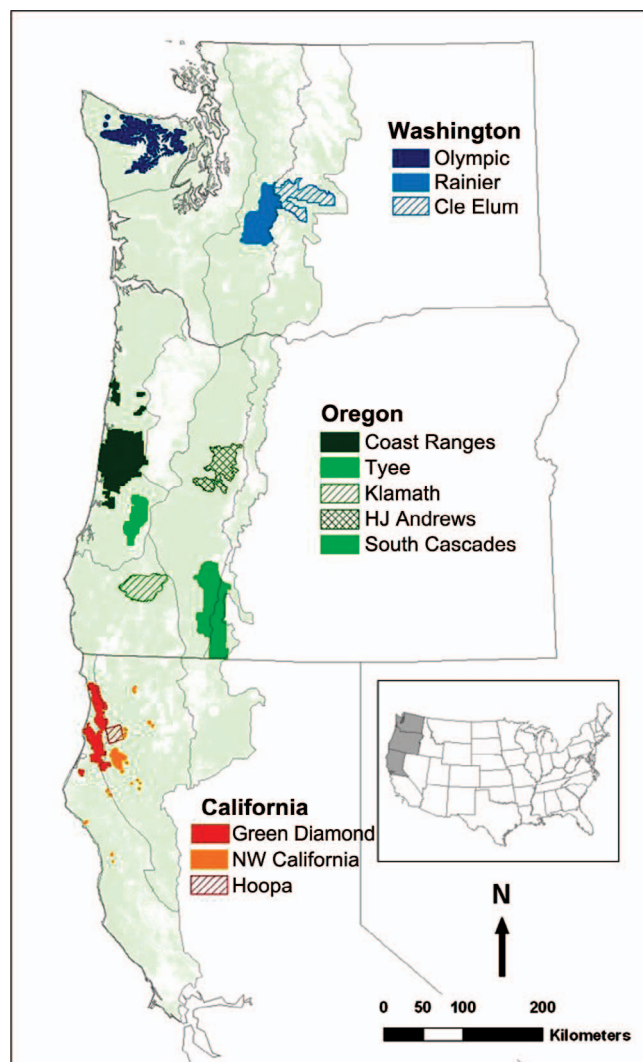 Washington
Olympic
Rainier
Cle Elum
Oregon
Coast Ranges
Tyee
Klamath
HJ Andrews
South Cascades
California
Green Diamond
NW California
Hoopa
N
0 50 100 200
Kilometers